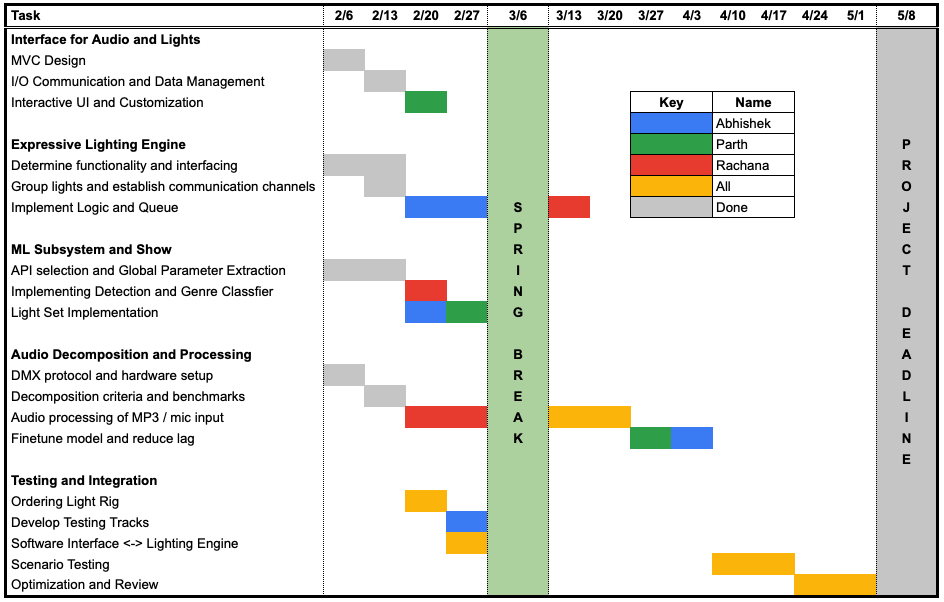 Task 2/6 2/13 2/20 2/27 3/6 3/13 3/20 3/27 4/3 4/10 4/17 4/24 5/1 5/8
Interface for Audio and Lights
MVC Design
I/O Communication and Data Management
Interactive UI and Customization
Expressive Lighting Engine
Determine functionality and interfacing
Group lights and establish communication channels
Implement Logic and Queue
ML Subsystem and Show
API selection and Global Parameter Extraction
Implementing Detection and Genre Classfier
Light Set Implementation
Audio Decomposition and Processing
DMX protocol and hardware setup
Decomposition criteria and benchmarks
Audio processing of MP3 / mic input
Finetune model and reduce lag
Testing and Integration
Ordering Light Rig
Develop Testing Tracks
Software Interface <-> Lighting Engine
Scenario Testing
Optimization and Review
SPRING BREAK
Key Name
Abhishek
Parth
Rachana
All
Done
PROJECT DEADLINE